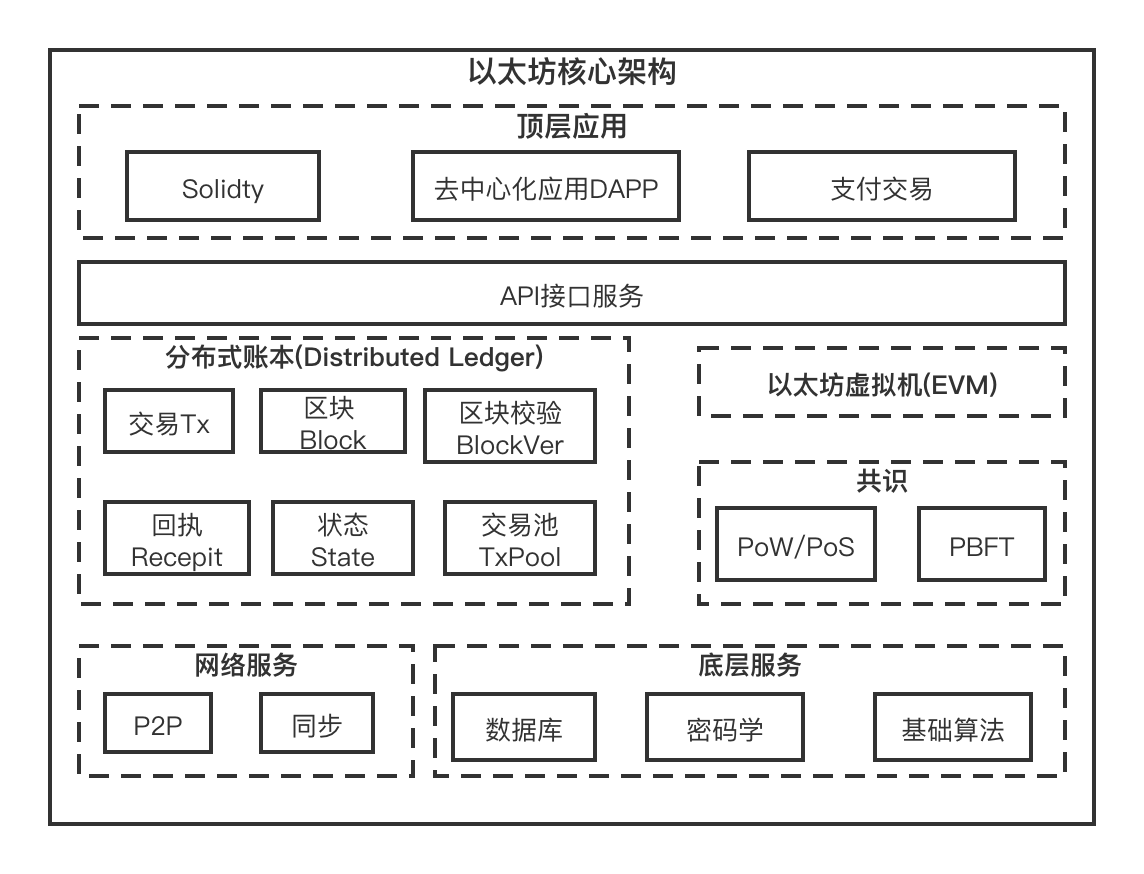 以太坊核心架构
顶层应用
Solidty
去中心化应用DAPP
支付交易
API接口服务
分布式账本(Distributed Ledger)
交易Tx
区块
Block
区块校验
BlockVer
回执
Recepit
状态
State
交易池
TxPool
以太坊虚拟机(EVM)
共识
PoW/PoS
PBFT
网络服务
P2P
同步
底层服务
数据库
密码学
基础算法